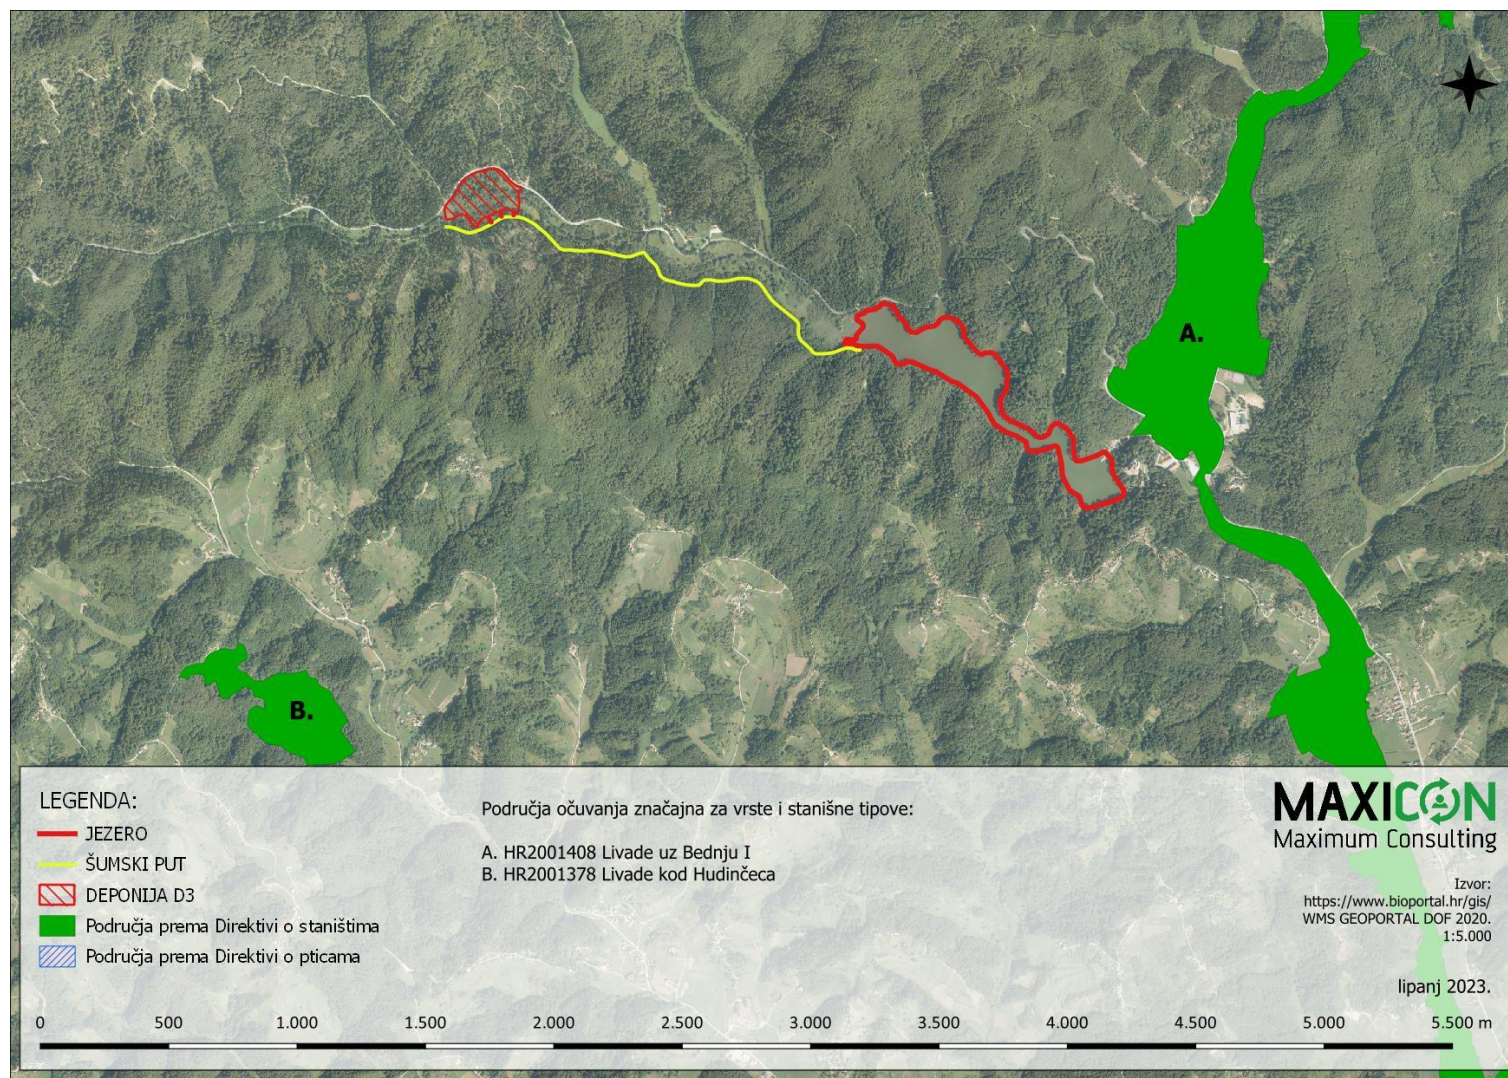 A.
B.
LEGENDA:
JEZERO
ŠUMSKI PUT
DEPONIJA D3
Područja prema Direktivi o staništima
Područja prema Direktivi o pticama
Područja očuvanja značajna za vrste i stanišne tipove:
A. HR2001408 Livade uz Bednju I
B. HR2001378 Livade kod Hudinčeca
MAXICON
Maximum Consulting
Izvor:
https://www.bioportal.hr/gis/
WMS GEOPORTAL DOF 2020.
1:5.000
lipanj 2023.
0 500 1.000 1.500 2.000 2.500 3.000 3.500 4.000 4.500 5.000 5.500 m